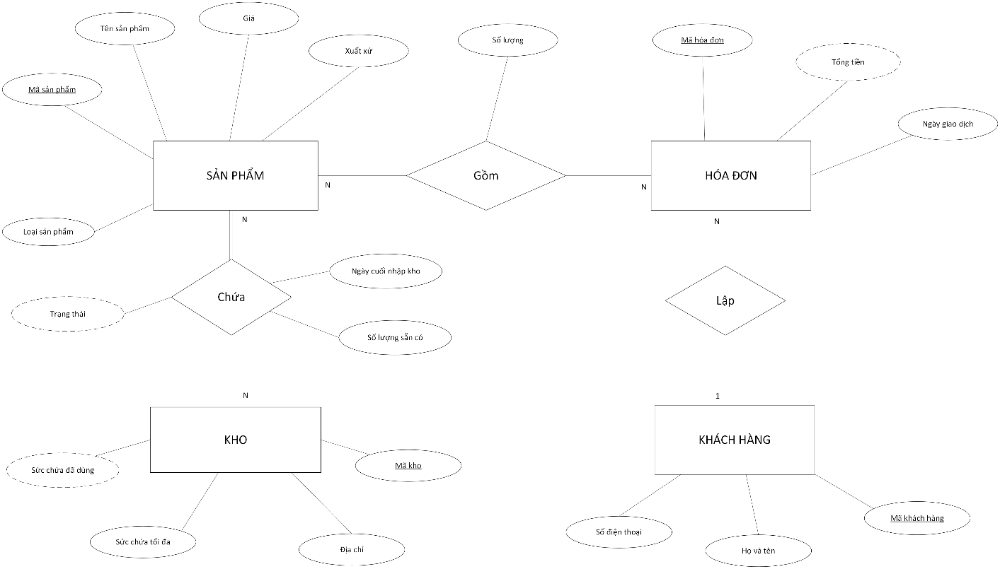 Giá
Tên sản phẩm
Số lượng
Mã hóa đơn
Xuất xứ
Tổng tiền
Mã sản phẩm
Ngày giao dịch
SẢN PHẨM
Gồm
HÓA ĐƠN
N
N
N
N
Loại sản phẩm
Ngày cuối nhập kho
Chứa
Lập
Trạng thái
Số lượng sẵn có
N
1
KHO
KHÁCH HÀNG
Mã kho
Sức chứa đã dùng
Mã khách hàng
Số điện thoại
Sức chứa tối đa
Địa chỉ
Họ và tên